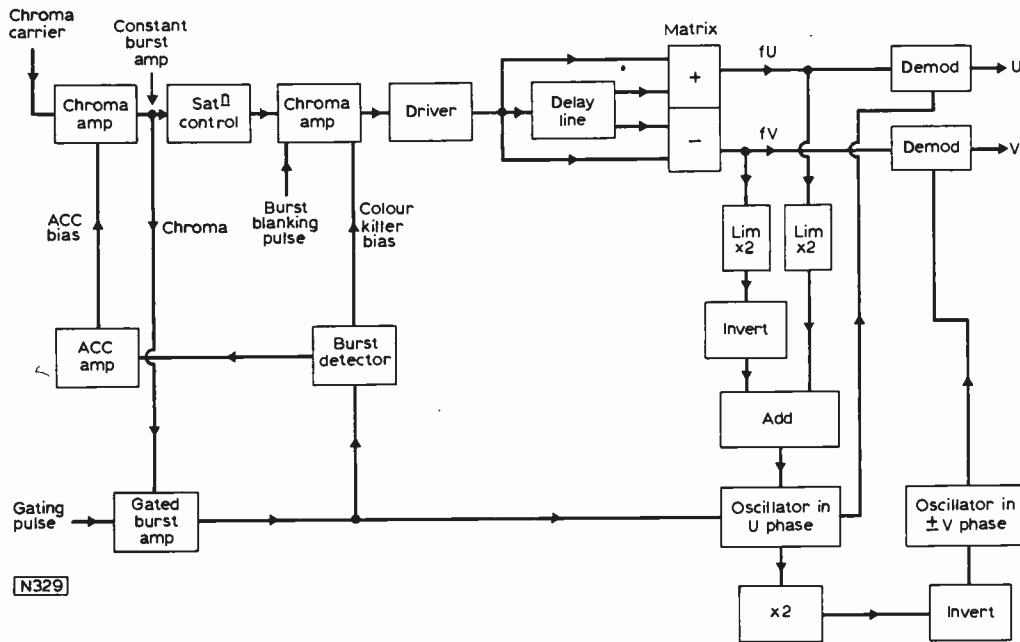 Chroma
carrier
Constant
burst
amp
Matrix
Chroma
amp
Satⁿ
control
Chroma
amp
Driver
Delay
line
+
−
fU
fV
Demod
U
Demod
V
ACC
bias
Chroma
Burst
blanking
pulse
Colour
killer
bias
Lim
x2
Lim
x2
Invert
ACC
amp
Burst
detector
Add
Gating
pulse
Gated
burst
amp
Oscillator in
U phase
Oscillator in
±V phase
x2
Invert
N329